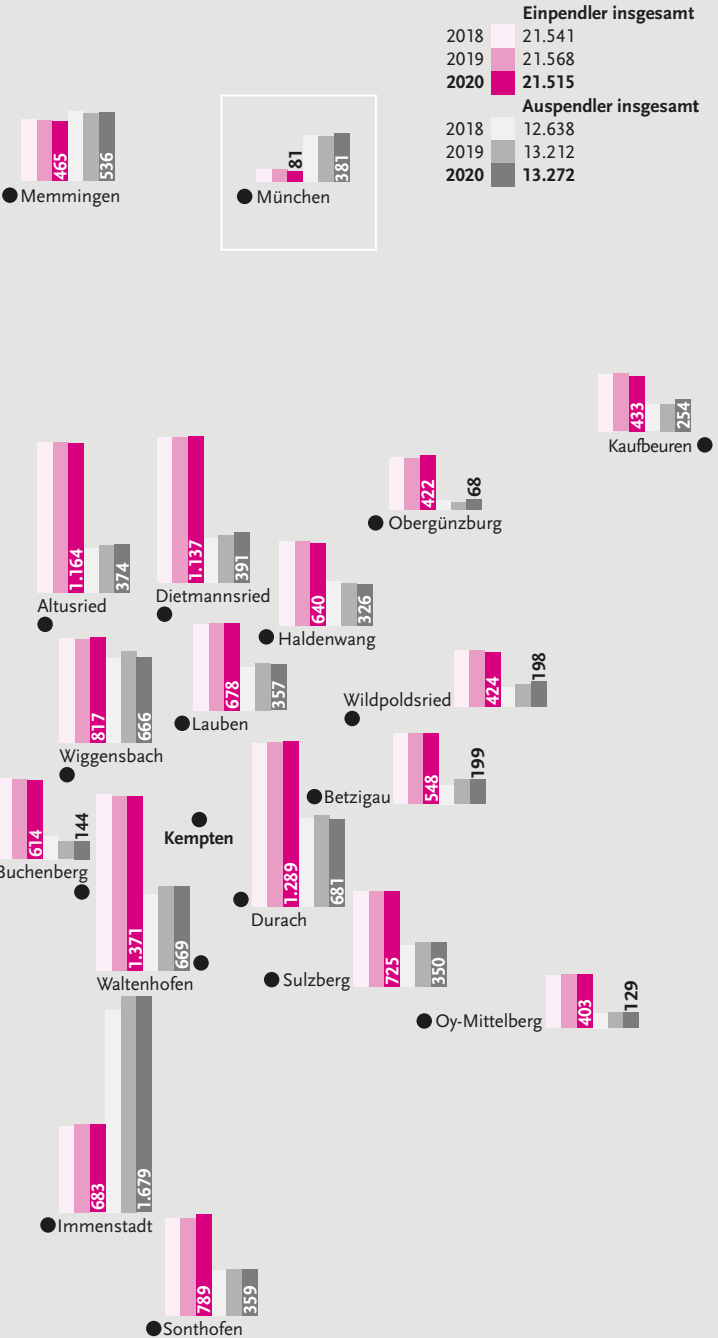 Einpendler insgesamt
2018 21.541
2019 21.568
2020 21.515
Auspendler insgesamt
2018 12.638
2019 13.212
2020 13.272
465 536
Memmingen
81 381
München
433 254
Kaufbeuren
1.164 374
Altusried
1.137 391
Dietmannsried
422 68
Obergünzburg
640 326
Haldenwang
817 666
Wiggensbach
678 357
Lauben
424 198
Wildpoldsried
548 199
Betzigau
614 144
Buchenberg
Kempten
1.371 669
Waltenhofen
1.289 681
Durach
725 350
Sulzberg
403 129
Oy-Mittelberg
683 1.679
Immenstadt
789 359
Sonthofen